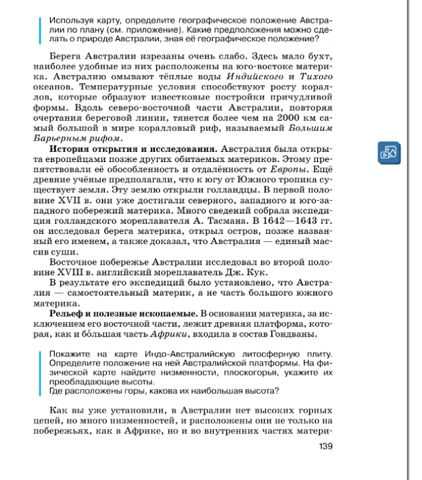 Используя карту, определите географическое положение Австра-
лии по плану (см. приложение). Какие предположения можно сде-
лать о природе Австралии, зная её географическое положение?
Берега Австралии изрезаны очень слабо. Здесь мало бухт,
наиболее удобные из них расположены на юго-востоке матери-
ка. Австралию омывают тёплые воды Индийского и Тихого
океанов. Температурные условия способствуют росту корал-
лов, которые образуют известковые постройки причудливой
формы. Вдоль северо-восточной части Австралии, повторяя
очертания береговой линии, тянется более чем на 2000 км са-
мый большой в мире коралловый риф, называемый Большим
Барьерным рифом.
История открытия и исследования. Австралия была откры-
та европейцами позже других обитаемых материков. Этому пре-
пятствовали её обособленность и отдалённость от Европы. Ещё
древние учёные предполагали, что к югу от Южного тропика су-
ществует земля. Эту землю открыли голландцы. В первой поло-
вине XVII в. они уже достигали северного, западного и юго-за-
падного побережий материка. Много сведений собрала экспеди-
ция голландского мореплавателя А. Тасмана. В 1642—1643 гг.
он исследовал берега материка, открыл остров, позже назван-
ный его именем, а также доказал, что Австралия — единый мас-
сив суши.
Восточное побережье Австралии исследовал во второй поло-
вине XVIII в. английский мореплаватель Дж. Кук.
В результате его экспедиций было установлено, что Австра-
лия — самостоятельный материк, а не часть большого южного
материка.
Рельеф и полезные ископаемые. В основании материка, за ис-
ключением его восточной части, лежит древняя платформа, кото-
рая, как и бо́льшая часть Африки, входила в состав Гондваны.
Покажите на карте Индо-Австралийскую литосферную плиту.
Определите положение на ней Австралийской платформы. На фи-
зической карте найдите низменности, плоскогорья, укажите их
преобладающие высоты.
Где расположены горы, какова их наибольшая высота?
Как вы уже установили, в Австралии нет высоких горных
цепей, но много низменностей, и расположены они не только на
побережьях, как в Африке, но и во внутренних частях матери-
139